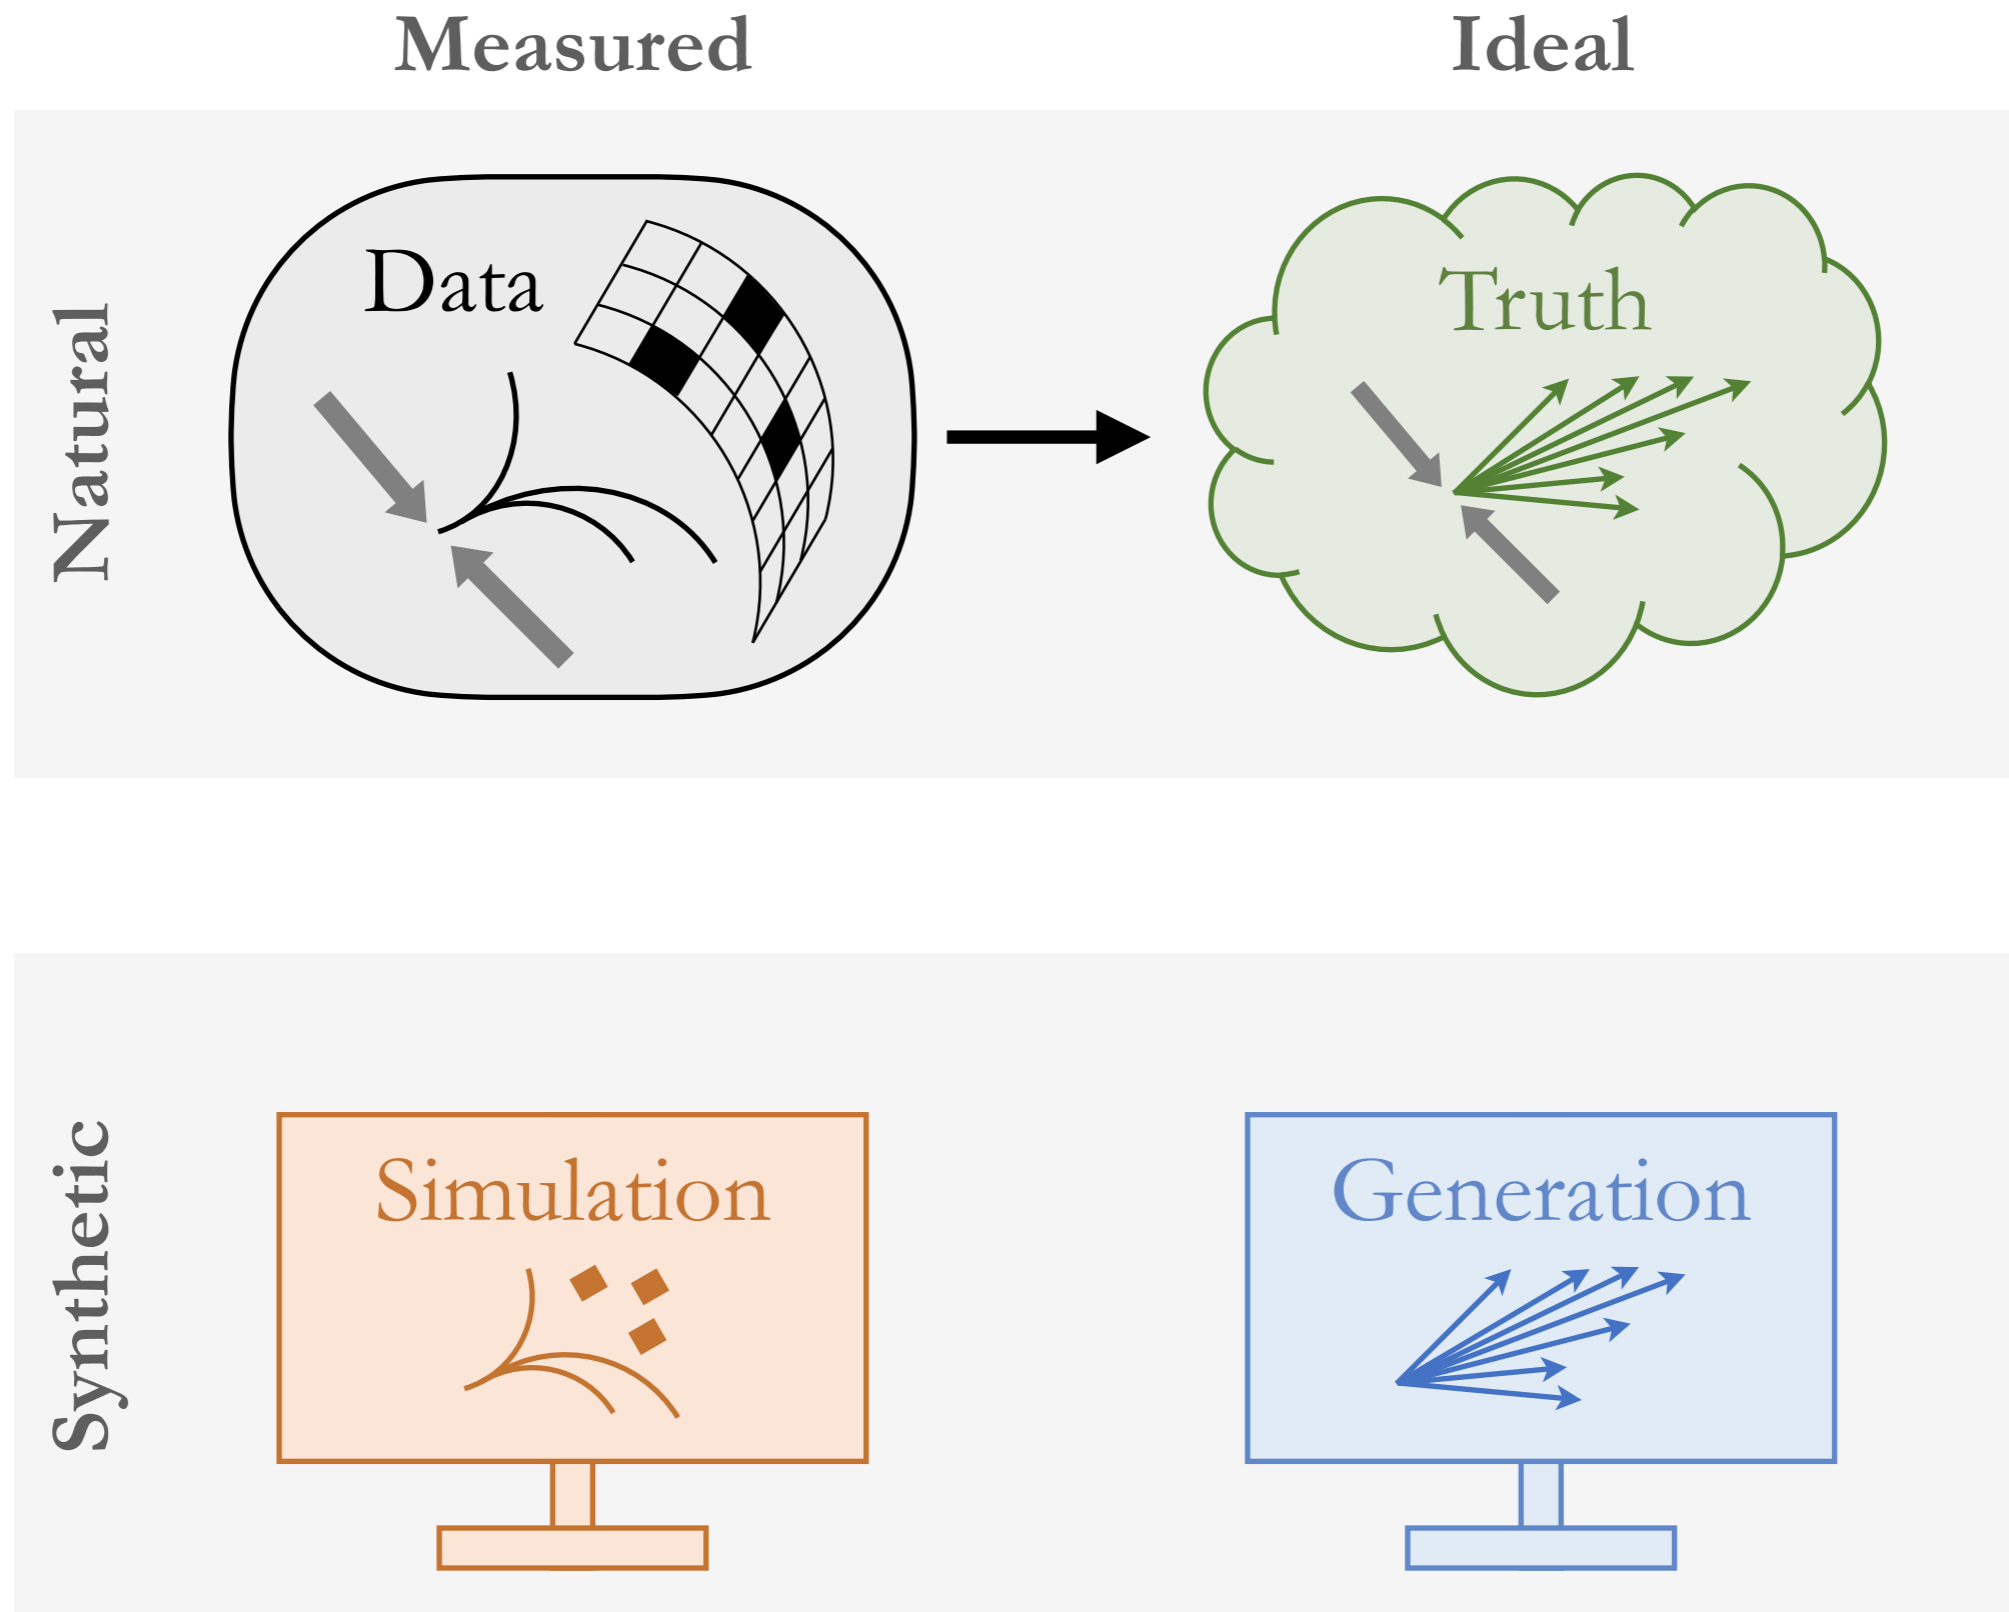 Measured
Ideal
Natural
Data
Truth
Synthetic
Simulation
Generation